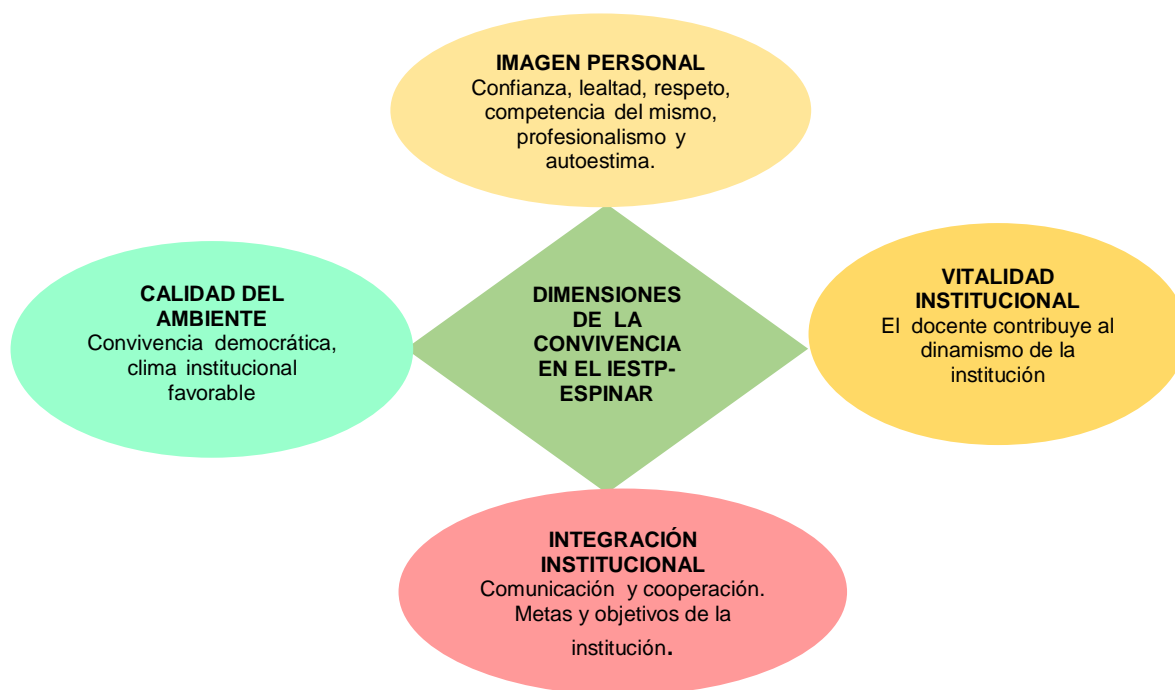 IMAGEN PERSONAL
Confianza, lealtad, respeto,
competencia del mismo,
profesionalismo y
autoestima.
CALIDAD DEL
AMBIENTE
Convivencia democrática,
clima institucional
favorable
DIMENSIONES
DE LA
CONVIVENCIA
EN EL IESTP-
ESPINAR
VITALIDAD
INSTITUCIONAL
El docente contribuye al
dinamismo de la
institución
INTEGRACIÓN
INSTITUCIONAL
Comunicación y cooperación.
Metas y objetivos de la
institución.